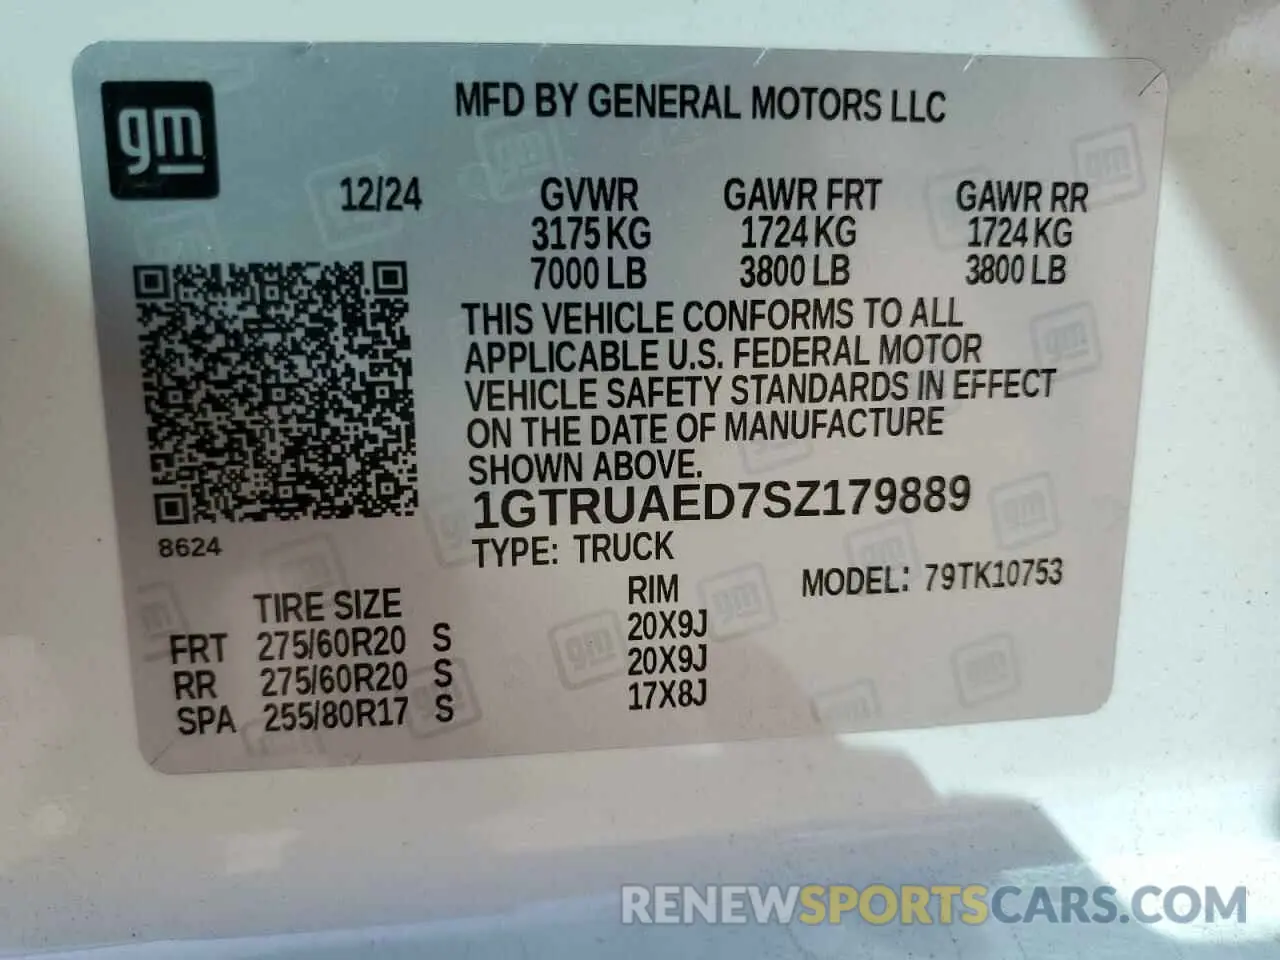 gm
MFD BY GENERAL MOTORS LLC
12/24 GVWR GAWR FRT GAWR RR
3175 KG 1724 KG 1724 KG
7000 LB 3800 LB 3800 LB
THIS VEHICLE CONFORMS TO ALL
APPLICABLE U.S. FEDERAL MOTOR
VEHICLE SAFETY STANDARDS IN EFFECT
ON THE DATE OF MANUFACTURE
SHOWN ABOVE.
1GTRUAED7SZ179889
8624
TYPE: TRUCK
MODEL: 79TK10753
TIRE SIZE RIM
FRT 275/60R20 S 20X9J
RR 275/60R20 S 20X9J
SPA 255/80R17 S 17X8J
RENEWSPORTSCARS.COM